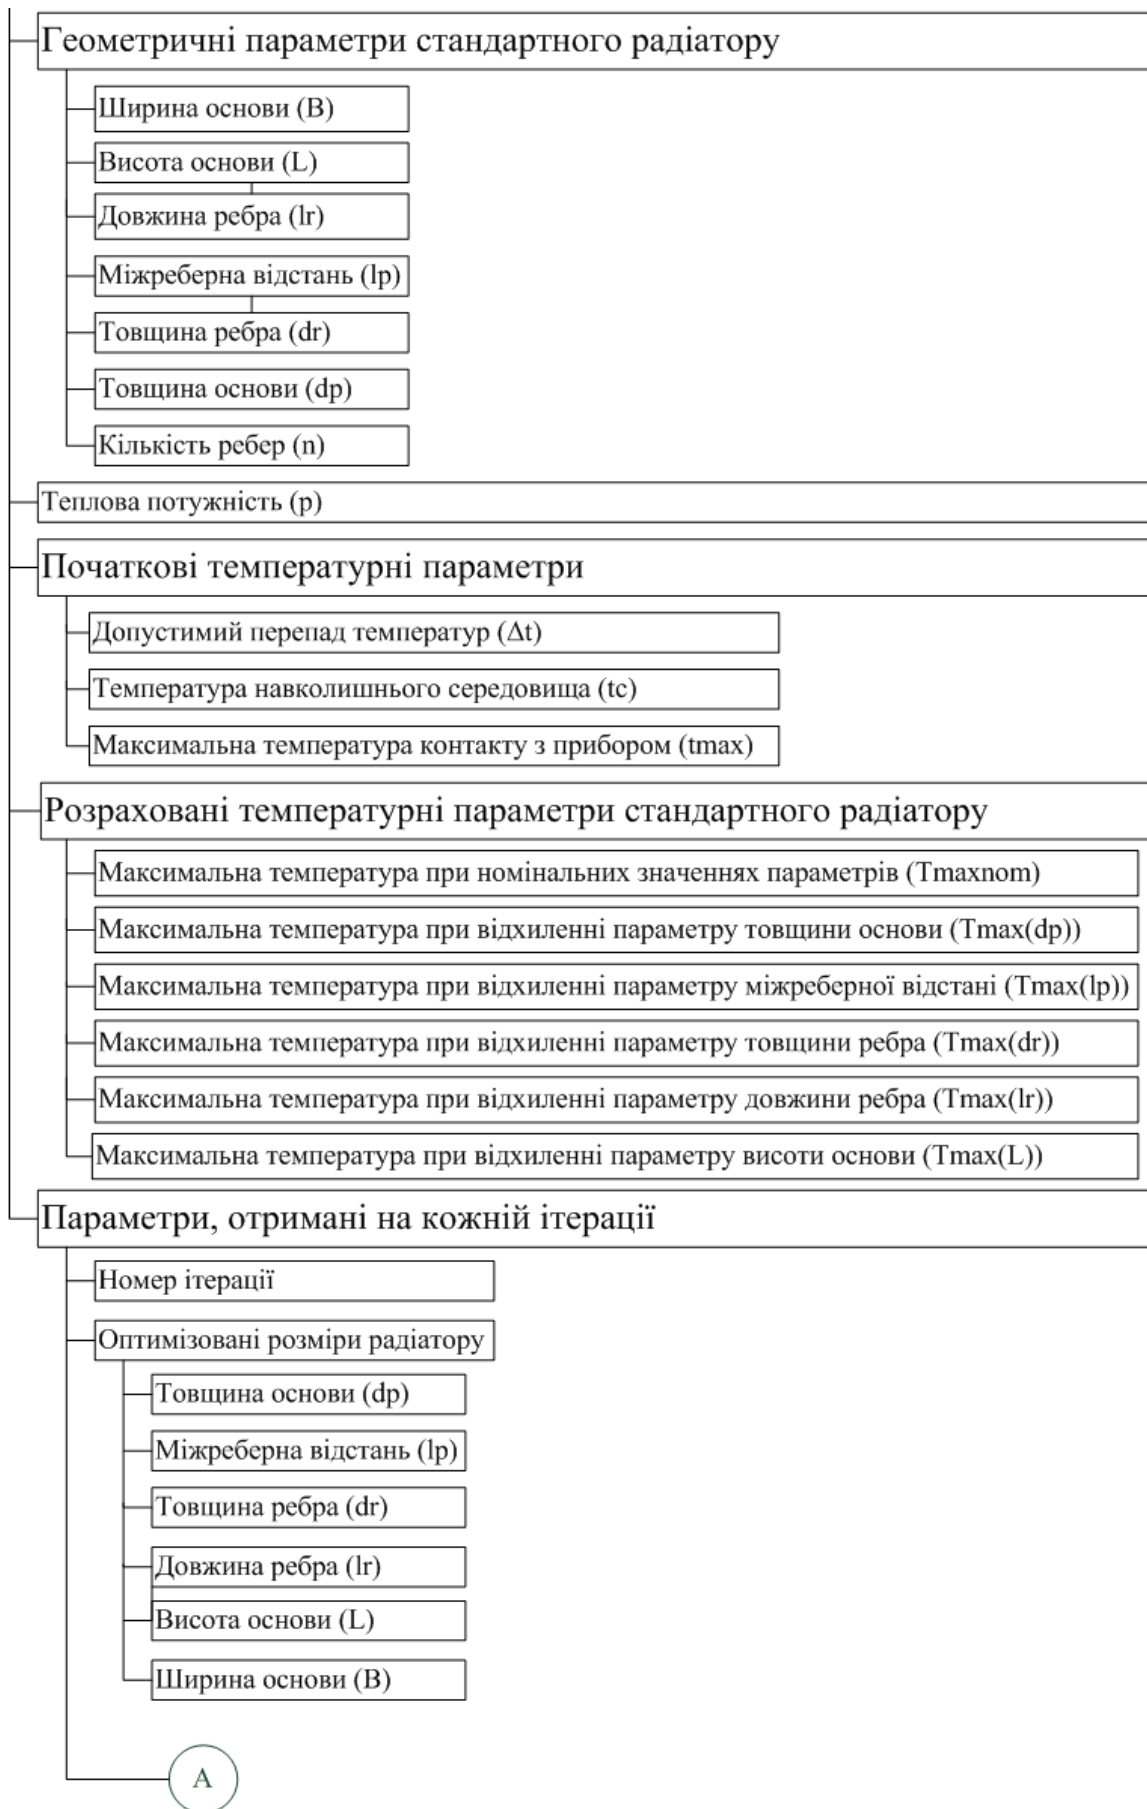 Геометричні параметри стандартного радіатору
Ширина основи (B)
Висота основи (L)
Довжина ребра (lr)
Міжреберна відстань (lp)
Товщина ребра (dr)
Товщина основи (dp)
Кількість ребер (n)
Теплова потужність (p)
Початкові температурні параметри
Допустимий перепад температур (Δt)
Температура навколишнього середовища (tc)
Максимальна температура контакту з прибором (tmax)
Розраховані температурні параметри стандартного радіатору
Максимальна температура при номінальних значеннях параметрів (Tmaxnom)
Максимальна температура при відхиленні параметру товщини основи (Tmax(dp))
Максимальна температура при відхиленні параметру міжреберної відстані (Tmax(lp))
Максимальна температура при відхиленні параметру товщини ребра (Tmax(dr))
Максимальна температура при відхиленні параметру довжини ребра (Tmax(lr))
Максимальна температура при відхиленні параметру висоти основи (Tmax(L))
Параметри, отримані на кожній ітерації
Номер ітерації
Оптимізовані розміри радіатору
Товщина основи (dp)
Міжреберна відстань (lp)
Товщина ребра (dr)
Довжина ребра (lr)
Висота основи (L)
Ширина основи (B)
А